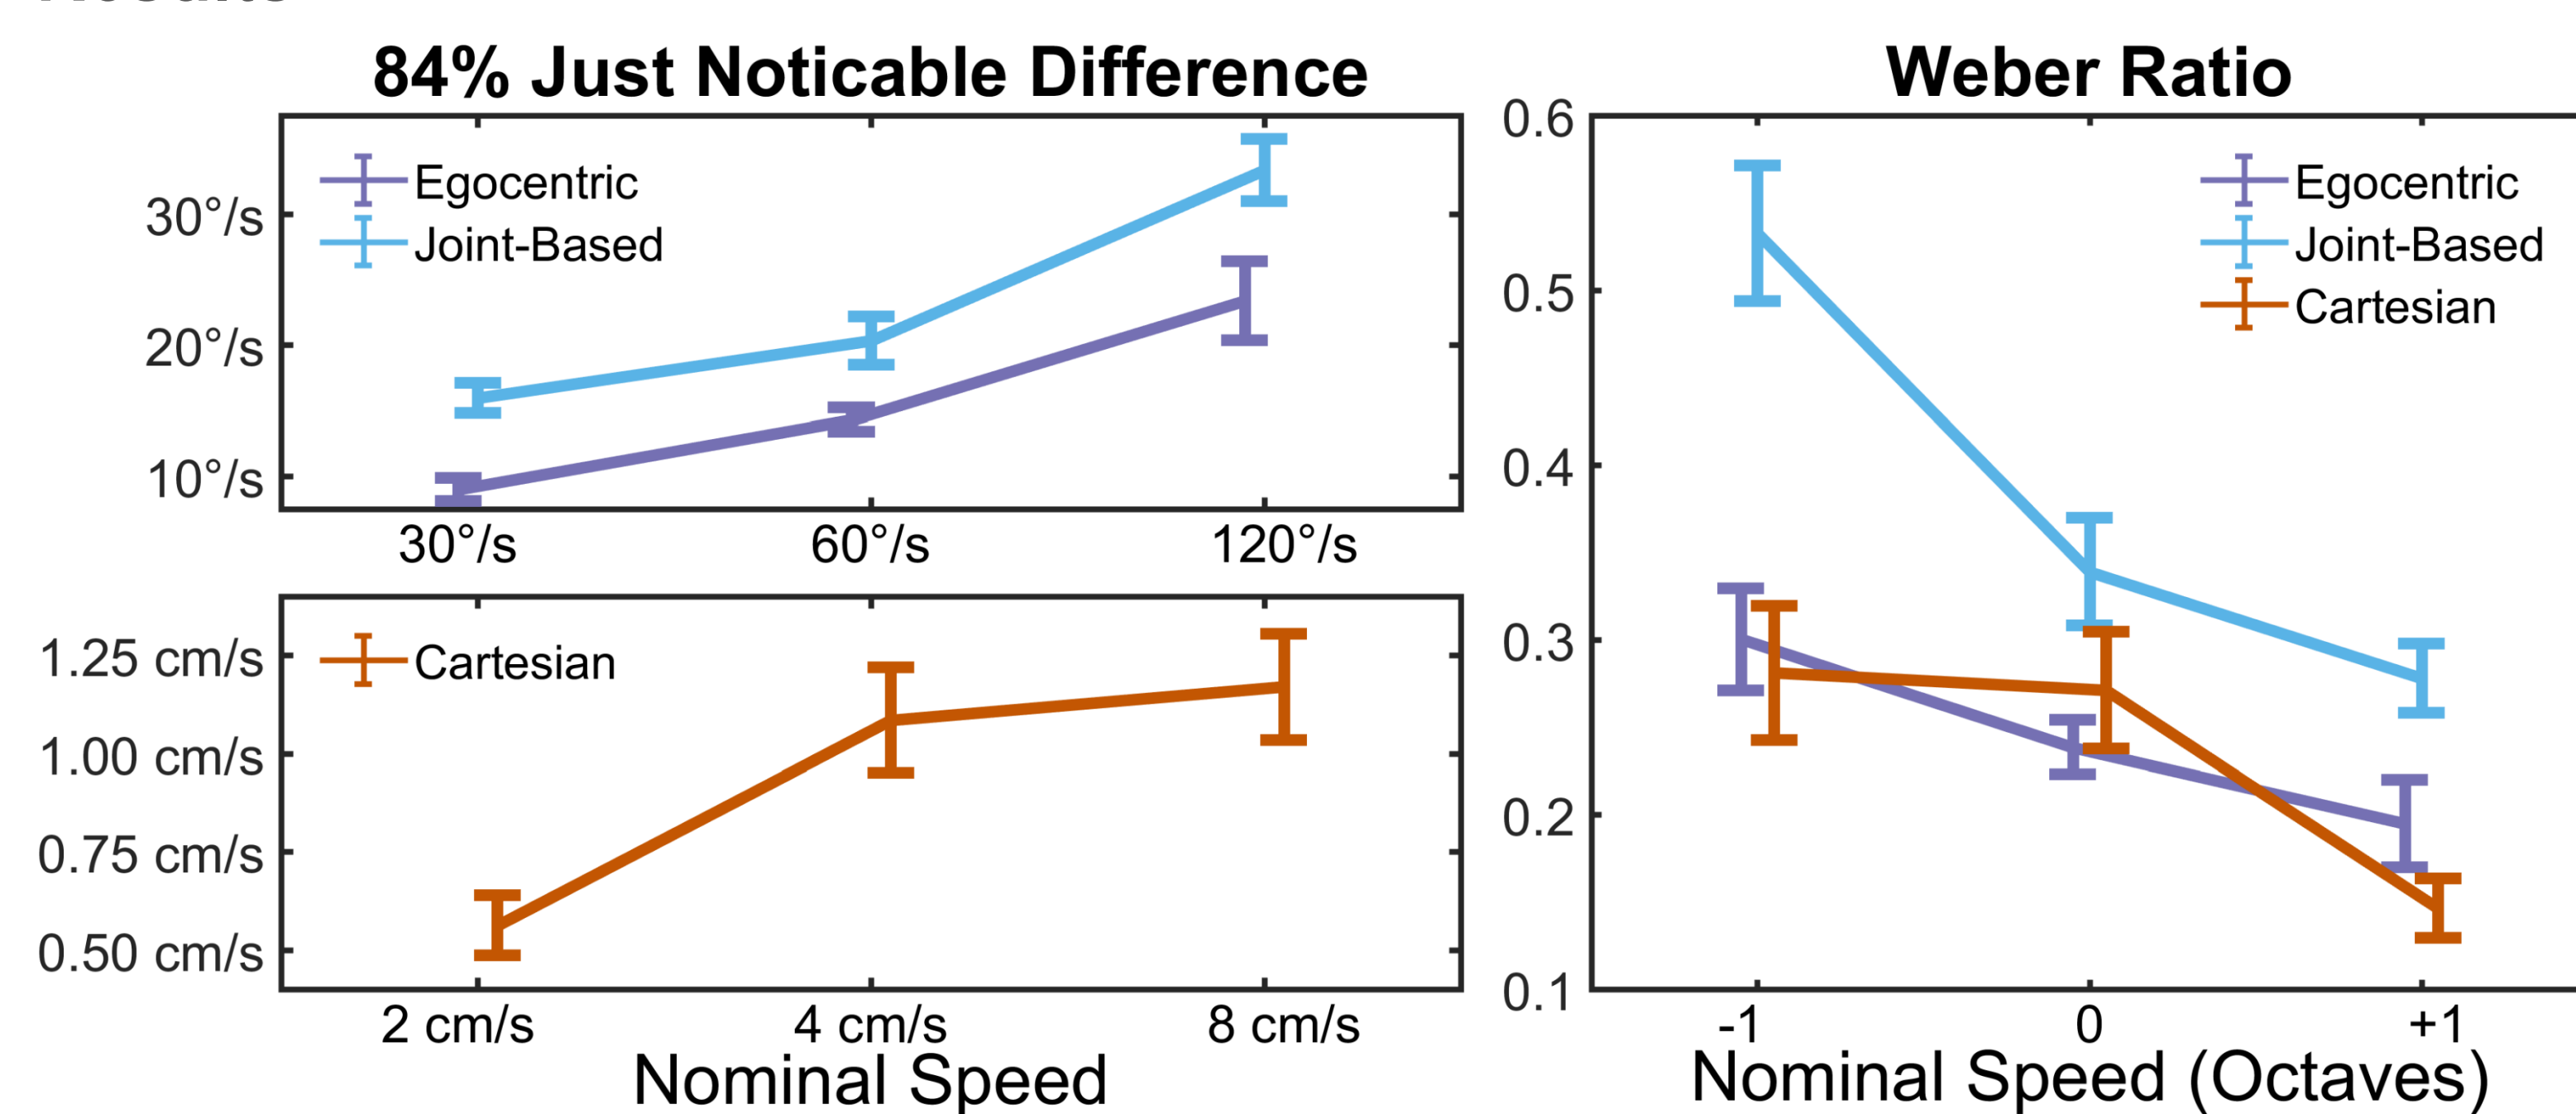 84% Just Noticable Difference
Egocentric
Joint-Based
30°/s
20°/s
10°/s
30°/s 60°/s 120°/s
Cartesian
1.25 cm/s
1.00 cm/s
0.75 cm/s
0.50 cm/s
2 cm/s 4 cm/s 8 cm/s
Nominal Speed
Weber Ratio
Egocentric
Joint-Based
Cartesian
0.6
0.5
0.4
0.3
0.2
0.1
-1 0 +1
Nominal Speed (Octaves)